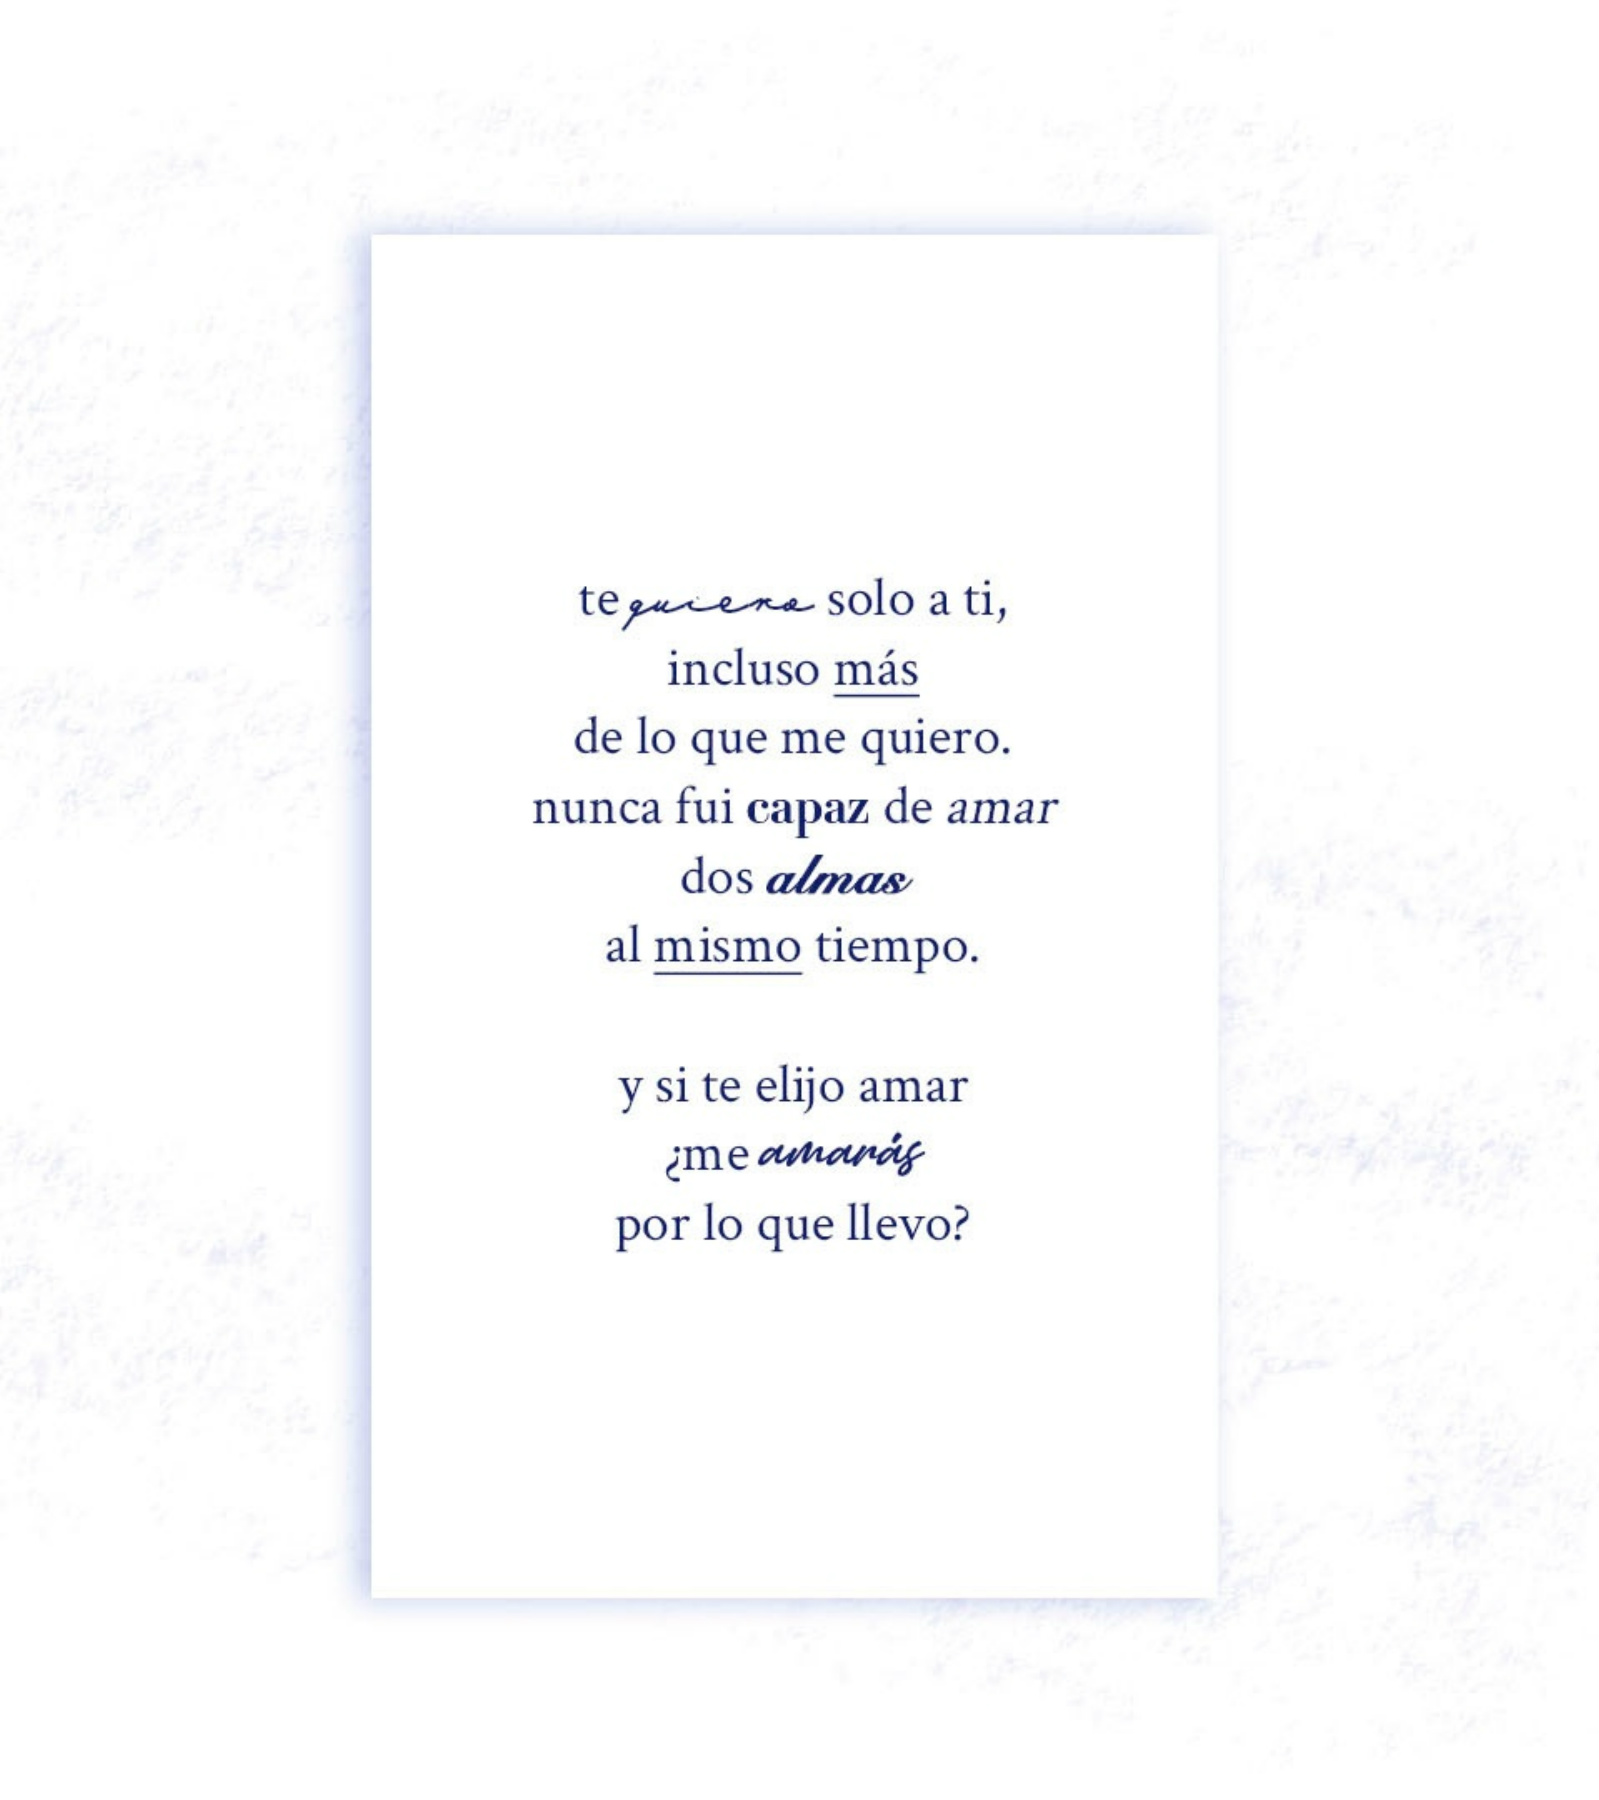 te quiero solo a ti,
incluso más
de lo que me quiero.
nunca fui capaz de amar
dos almas
al mismo tiempo.
y si te elijo amar
¿me amarás
por lo que llevo?